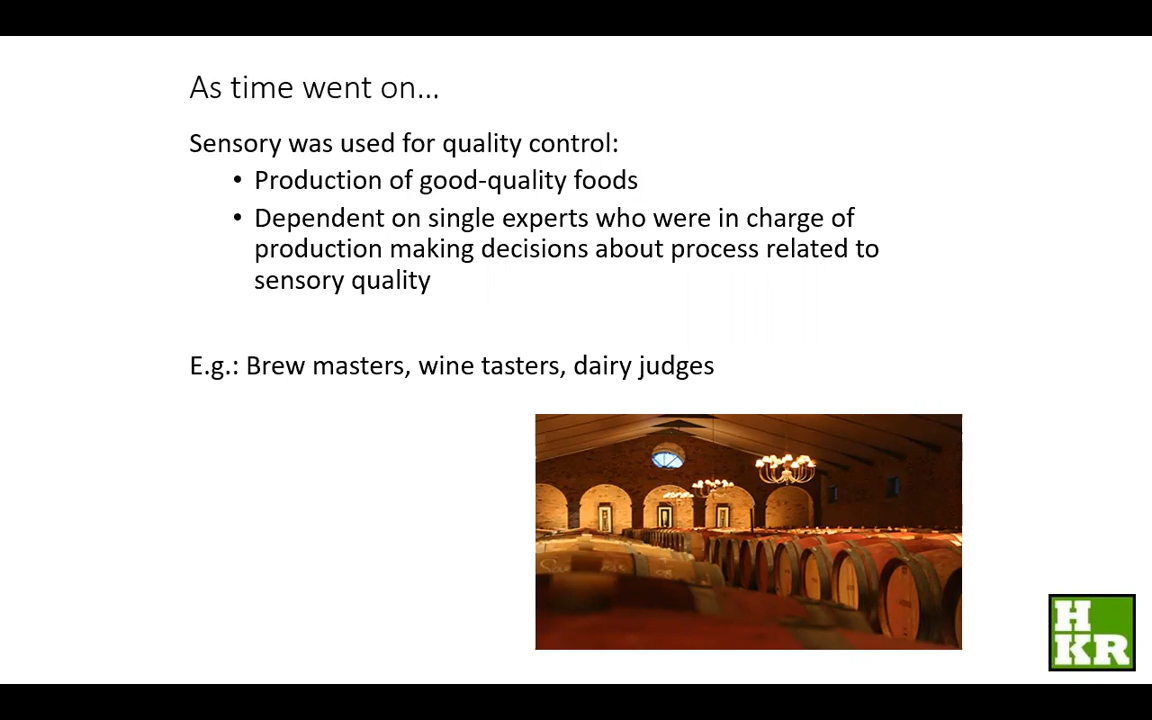 As time went on...
Sensory was used for quality control:
• Production of good-quality foods
• Dependent on single experts who were in charge of
production making decisions about process related to
sensory quality
E.g.: Brew masters, wine tasters, dairy judges
H
KR